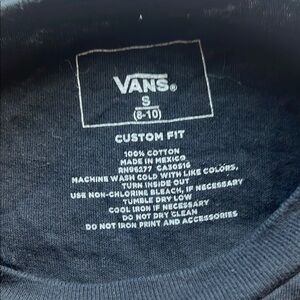 VANS®
S
(8-10)
CUSTOM FIT
100% COTTON
MADE IN MEXICO
RN96277 CA30516
MACHINE WASH COLD WITH LIKE COLORS,
TURN INSIDE OUT
USE NON-CHLORINE BLEACH, IF NECESSARY
TUMBLE DRY LOW
COOL IRON IF NECESSARY
DO NOT DRY CLEAN
DO NOT IRON PRINT AND ACCESSORIES